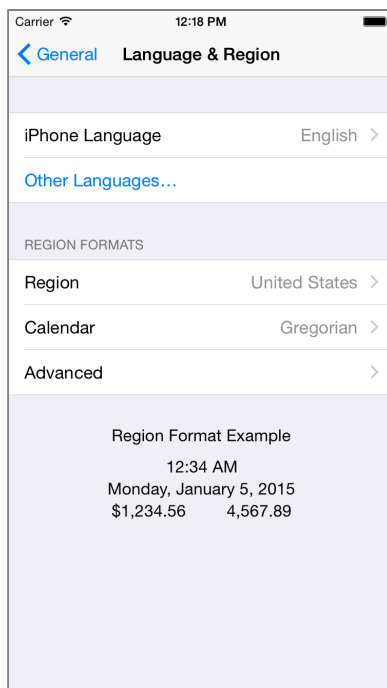 Carrier 12:18 PM
General Language & Region
iPhone Language English
Other Languages…
REGION FORMATS
Region United States
Calendar Gregorian
Advanced
Region Format Example
12:34 AM
Monday, January 5, 2015
$1,234.56 4,567.89